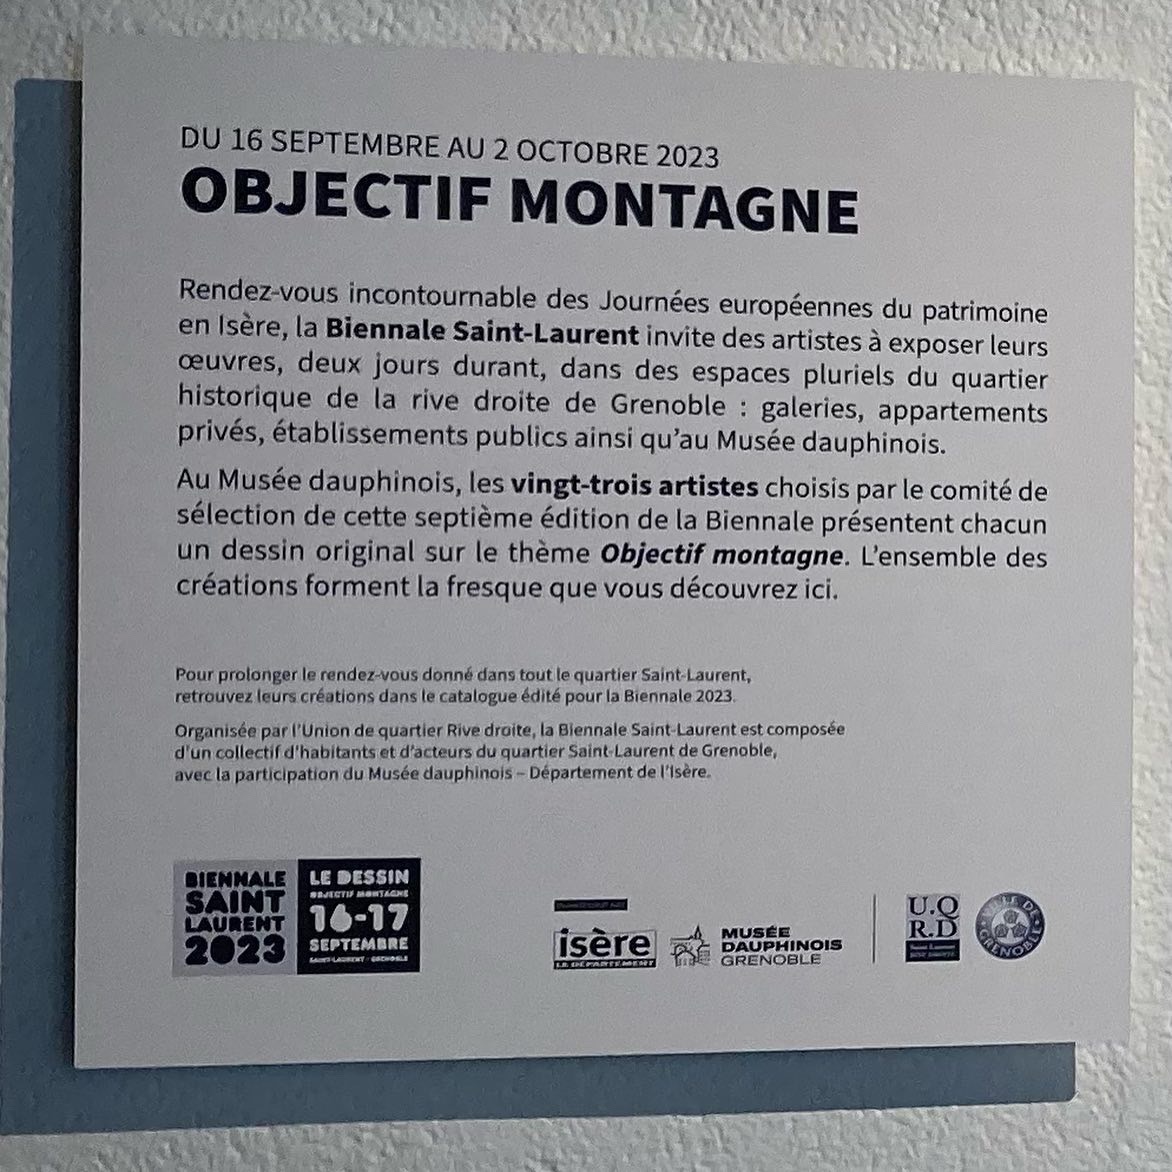 DU 16 SEPTEMBRE AU 2 OCTOBRE 2023
OBJECTIF MONTAGNE
Rendez-vous incontournable des Journées européennes du patrimoine
en Isère, la Biennale Saint-Laurent invite des artistes à exposer leurs
œuvres, deux jours durant, dans des espaces pluriels du quartier
historique de la rive droite de Grenoble : galeries, appartements
privés, établissements publics ainsi qu'au Musée dauphinois.
Au Musée dauphinois, les vingt-trois artistes choisis par le comité de
sélection de cette septième édition de la Biennale présentent chacun
un dessin original sur le thème Objectif montagne. L'ensemble des
créations forment la fresque que vous découvrez ici.
Pour prolonger le rendez-vous donné dans tout le quartier Saint-Laurent,
retrouvez leurs créations dans le catalogue édité pour la Biennale 2023.
Organisée par l'Union de quartier Rive droite, la Biennale Saint-Laurent est composée
d'un collectif d'habitants et d'acteurs du quartier Saint-Laurent de Grenoble,
avec la participation du Musée dauphinois – Département de l'Isère.
BIENNALE
SAINT
LAURENT
2023
LE DESSIN
OBJECTIF MONTAGNE
16-17
SEPTEMBRE
SAINT-LAURENT - GRENOBLE
isère
LE DÉPARTEMENT
MUSÉE
DAUPHINOIS
GRENOBLE
U.Q
R.D
VILLE DE
GRENOBLE